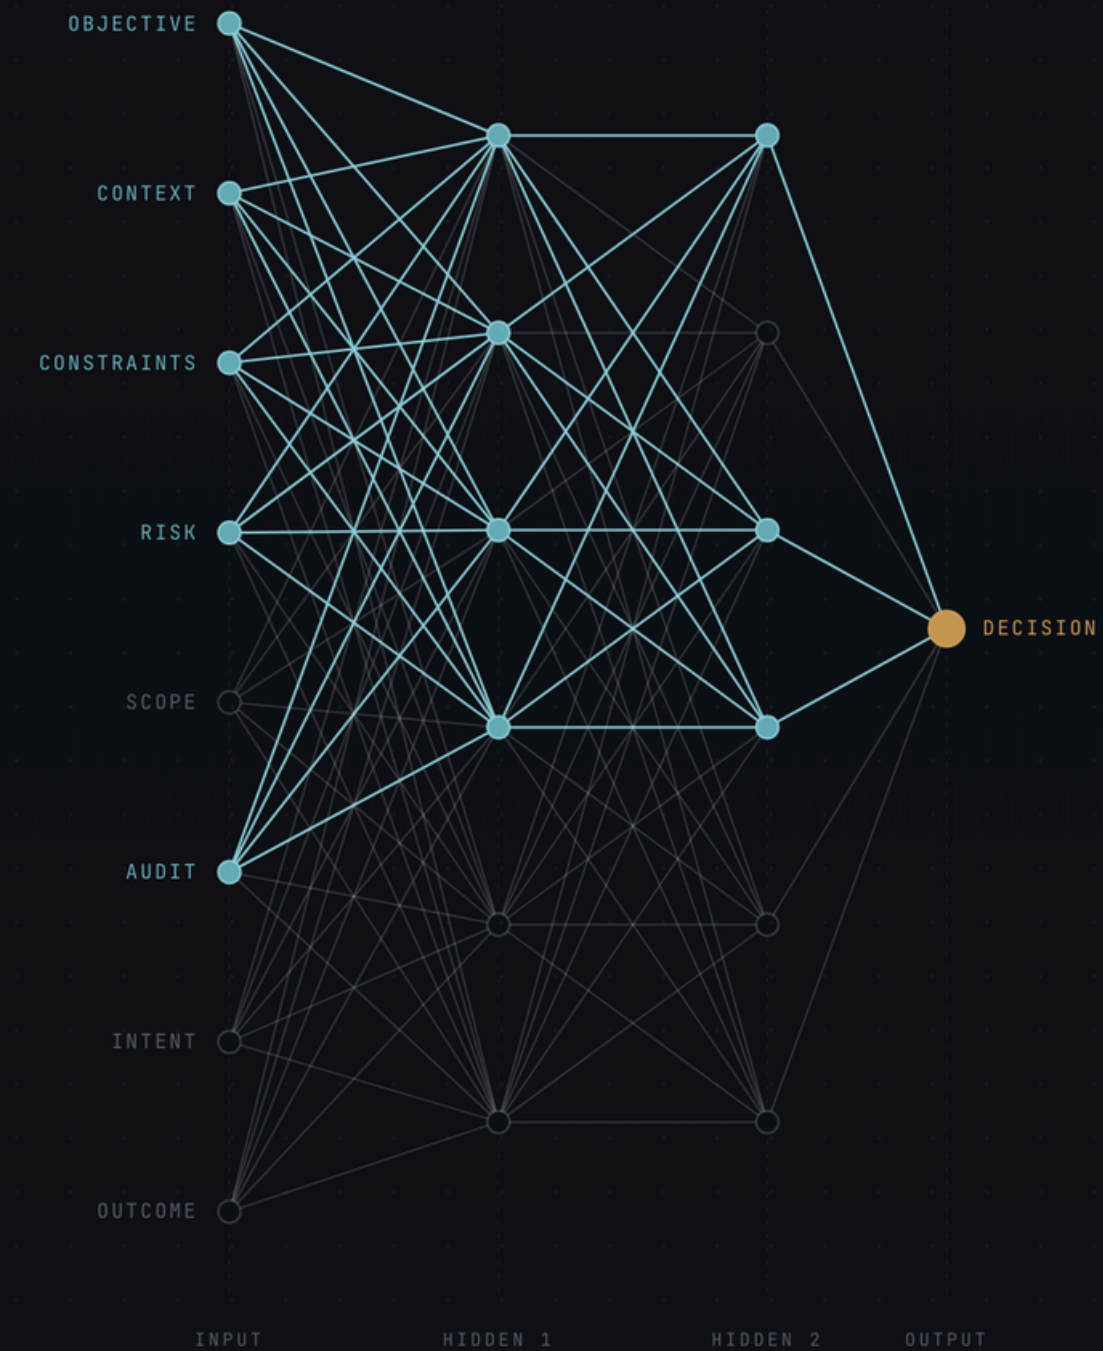 OBJECTIVE
CONTEXT
CONSTRAINTS
RISK
DECISION
SCOPE
AUDIT
INTENT
OUTCOME
INPUT HIDDEN 1 HIDDEN 2 OUTPUT